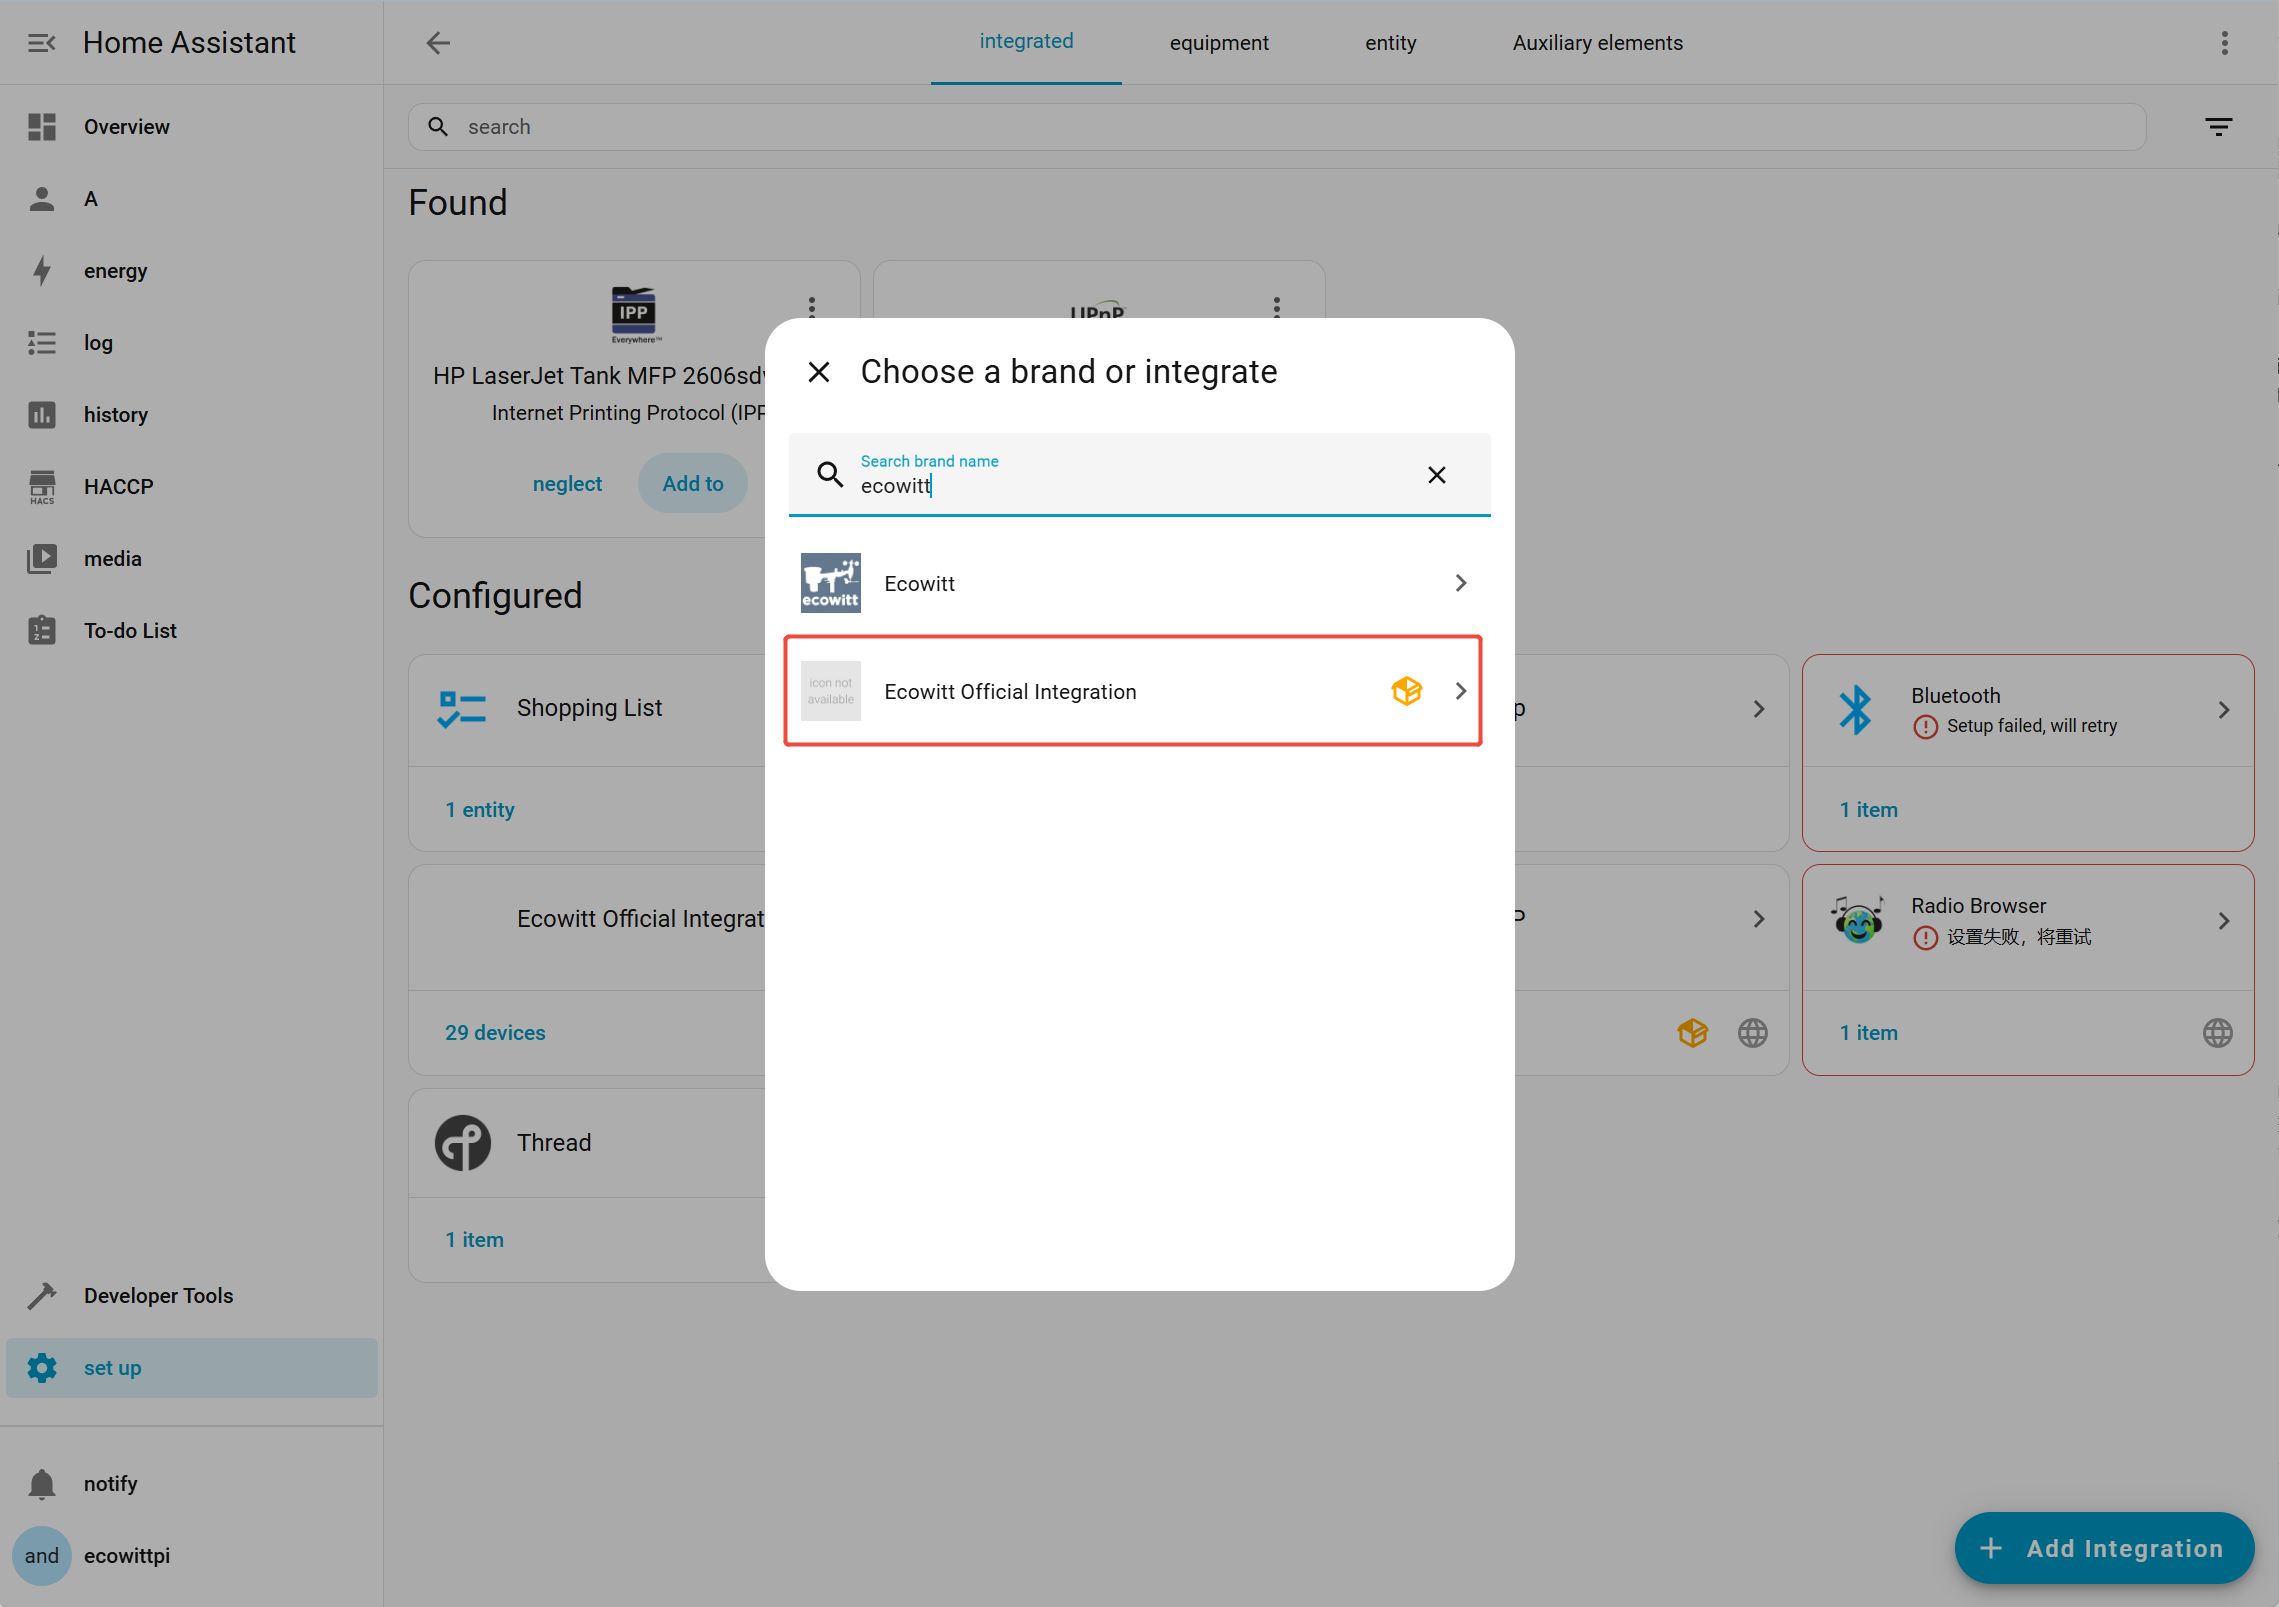 Home Assistant
integrated
equipment
entity
Auxiliary elements
Overview
A
energy
log
history
HACS
HACCP
media
To-do List
Developer Tools
set up
notify
and
ecowittpi
search
Found
IPP
Everywhere™
HP LaserJet Tank MFP 2606sd
Internet Printing Protocol (IPP
neglect
Add to
UPnP
Configured
Shopping List
1 entity
Ecowitt Official Integrat
29 devices
Thread
1 item
Choose a brand or integrate
Search brand name
ecowitt
ecowitt
Ecowitt
icon not
available
Ecowitt Official Integration
p
P
Bluetooth
Setup failed, will retry
1 item
Radio Browser
设置失败，将重试
1 item
Add Integration